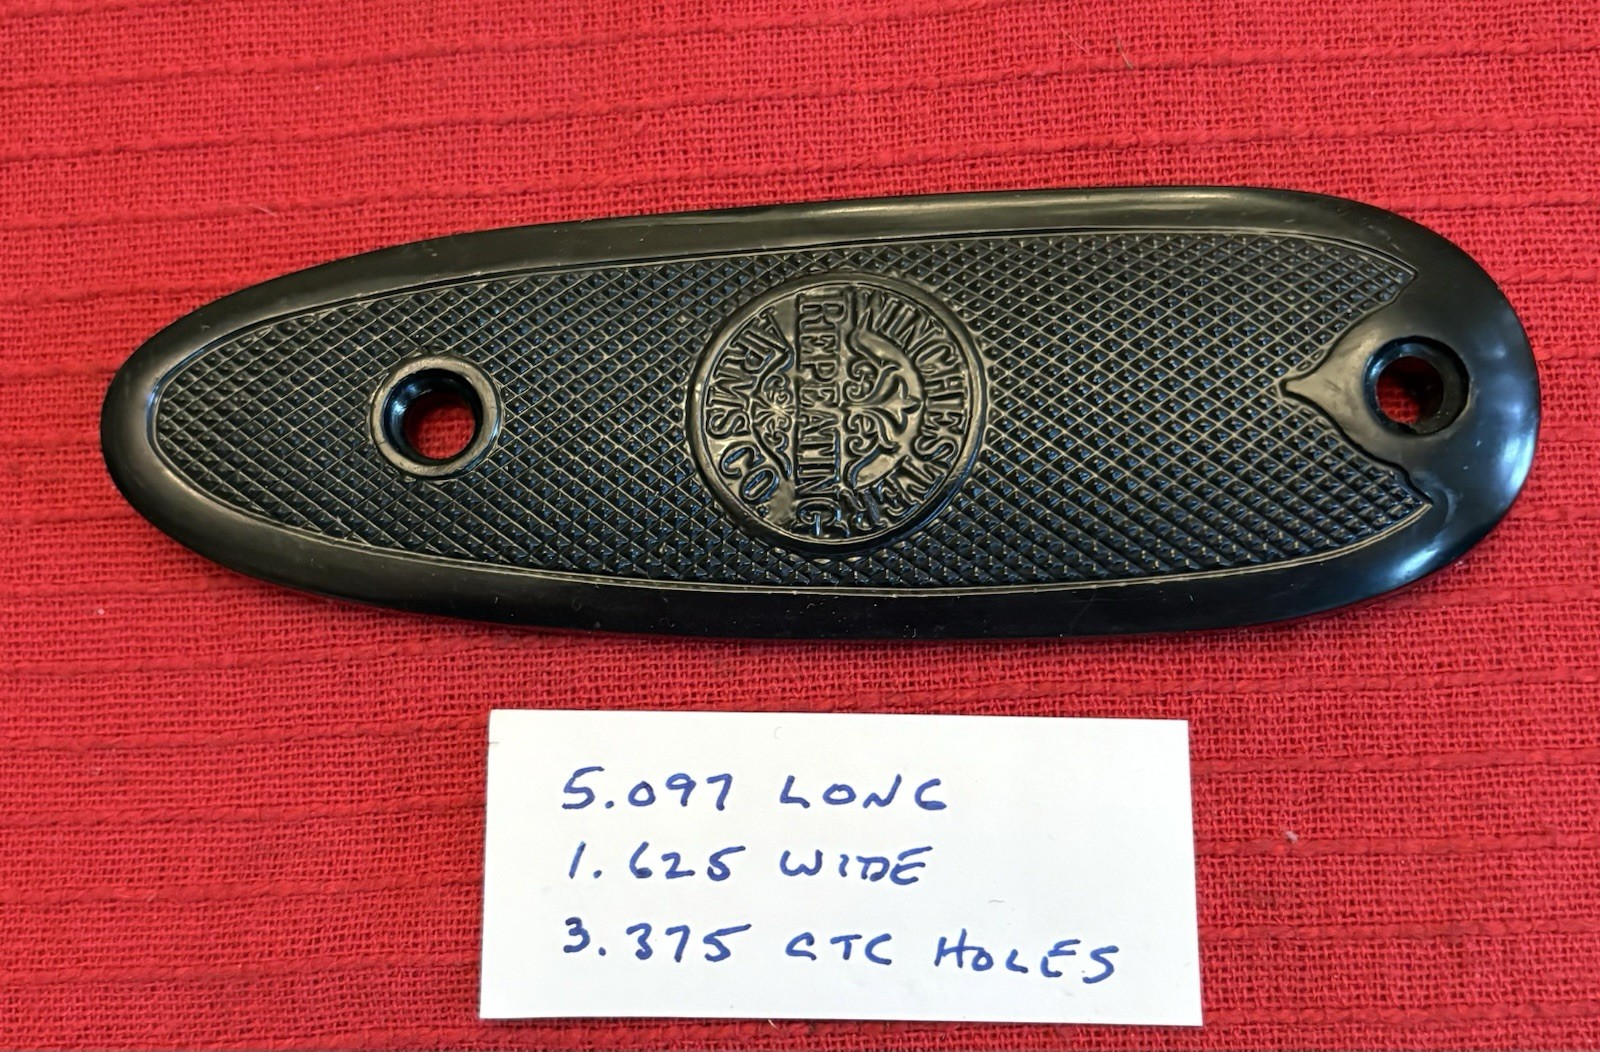 WINCHESTER
REPEATING
ARMS CO.
5.097 LONG
1.625 WIDE
3.375 CTC HOLES